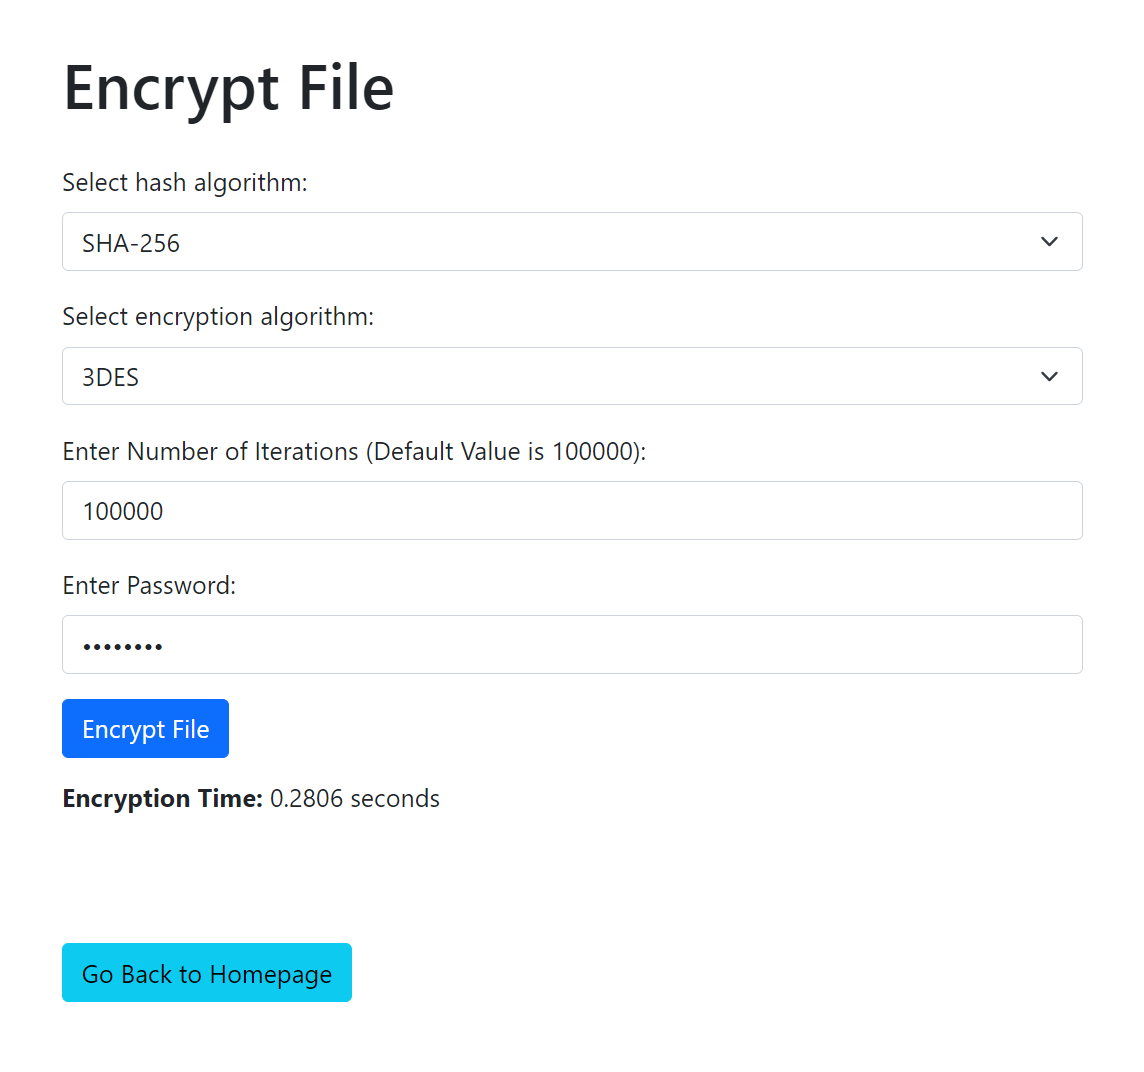 Encrypt File
Select hash algorithm:
SHA-256
Select encryption algorithm:
3DES
Enter Number of Iterations (Default Value is 100000):
100000
Enter Password:
••••••••
Encrypt File
Encryption Time: 0.2806 seconds
Go Back to Homepage